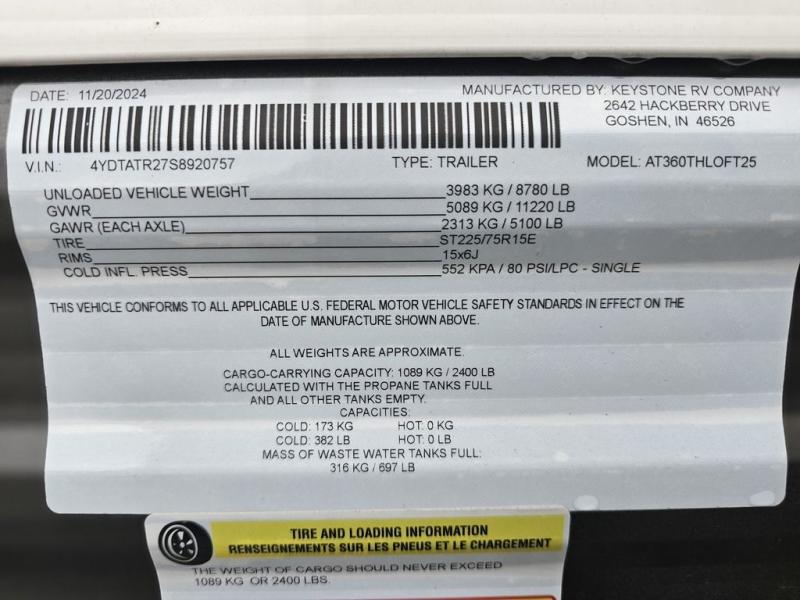 DATE: 11/20/2024
MANUFACTURED BY: KEYSTONE RV COMPANY
2642 HACKBERRY DRIVE
GOSHEN, IN 46526
V.I.N.: 4YDTATR27S8920757 TYPE: TRAILER MODEL: AT360THLOFT25
UNLOADED VEHICLE WEIGHT 3983 KG / 8780 LB
GVWR 5089 KG / 11220 LB
GAWR (EACH AXLE) 2313 KG / 5100 LB
TIRE ST225/75R15E
RIMS 15x6J
COLD INFL. PRESS 552 KPA / 80 PSI/LPC - SINGLE
THIS VEHICLE CONFORMS TO ALL APPLICABLE U.S. FEDERAL MOTOR VEHICLE SAFETY STANDARDS IN EFFECT ON THE
DATE OF MANUFACTURE SHOWN ABOVE.
ALL WEIGHTS ARE APPROXIMATE.
CARGO-CARRYING CAPACITY: 1089 KG / 2400 LB
CALCULATED WITH THE PROPANE TANKS FULL
AND ALL OTHER TANKS EMPTY.
CAPACITIES:
COLD: 173 KG HOT: 0 KG
COLD: 382 LB HOT: 0 LB
MASS OF WASTE WATER TANKS FULL:
316 KG / 697 LB
TIRE AND LOADING INFORMATION
RENSEIGNEMENTS SUR LES PNEUS ET LE CHARGEMENT
THE WEIGHT OF CARGO SHOULD NEVER EXCEED
1089 KG OR 2400 LBS.